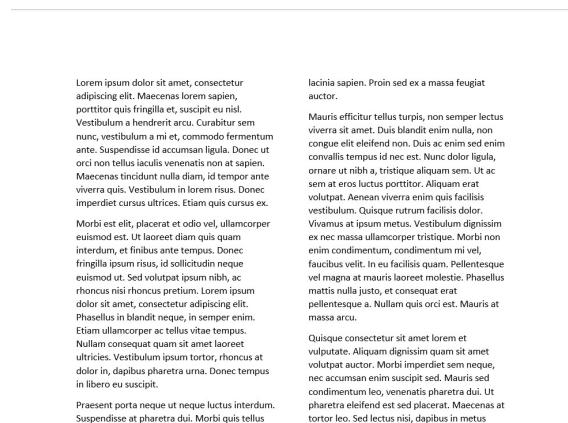 Lorem ipsum dolor sit amet, consectetur
adipiscing elit. Maecenas lorem sapien,
porttitor quis fringilla et, suscipit eu nisl.
Vestibulum a hendrerit arcu. Curabitur sem
nunc, vestibulum a mi et, commodo fermentum
ante. Suspendisse id accumsan ligula. Donec ut
orci non tellus iaculis venenatis non at sapien.
Maecenas tincidunt nulla diam, id tempor ante
viverra quis. Vestibulum in lorem risus. Donec
imperdiet cursus ultrices. Etiam quis cursus ex.
Morbi est elit, placerat et odio vel, ullamcorper
euismod est. Ut laoreet diam quis quam
interdum, et finibus ante tempus. Donec
fringilla ipsum risus, id sollicitudin neque
euismod ut. Sed volutpat ipsum nibh, ac
rhoncus nisi rhoncus pretium. Lorem ipsum
dolor sit amet, consectetur adipiscing elit.
Phasellus in blandit neque, in semper enim.
Etiam ullamcorper ac tellus vitae tempus.
Nullam consequat quam sit amet laoreet
ultricies. Vestibulum ipsum tortor, rhoncus at
dolor in, dapibus pharetra urna. Donec tempus
in libero eu suscipit.
Praesent porta neque ut neque luctus interdum.
Suspendisse at pharetra dui. Morbi quis tellus
lacinia sapien. Proin sed ex a massa feugiat
auctor.
Mauris efficitur tellus turpis, non semper lectus
viverra sit amet. Duis blandit enim nulla, non
congue elit eleifend non. Duis ac enim sed enim
convallis tempus id nec est. Nunc dolor ligula,
ornare ut nibh a, tristique aliquam sem. Ut ac
sem at eros luctus porttitor. Aliquam erat
volutpat. Aenean viverra enim quis facilisis
vestibulum. Quisque rutrum facilisis dolor.
Vivamus at ipsum metus. Vestibulum dignissim
ex nec massa ullamcorper tristique. Morbi non
enim condimentum, condimentum mi vel,
faucibus velit. In eu facilisis quam. Pellentesque
vel magna at mauris laoreet molestie. Phasellus
mattis nulla justo, et consequat erat
pellentesque a. Nullam quis orci est. Mauris at
massa arcu.
Quisque consectetur sit amet lorem et
vulputate. Aliquam dignissim quam sit amet
volutpat auctor. Morbi imperdiet sem neque,
nec accumsan enim suscipit sed. Mauris sed
condimentum leo, venenatis pharetra dui. Ut
pharetra eleifend est sed placerat. Maecenas at
tortor leo. Sed lectus nisi, dapibus in metus